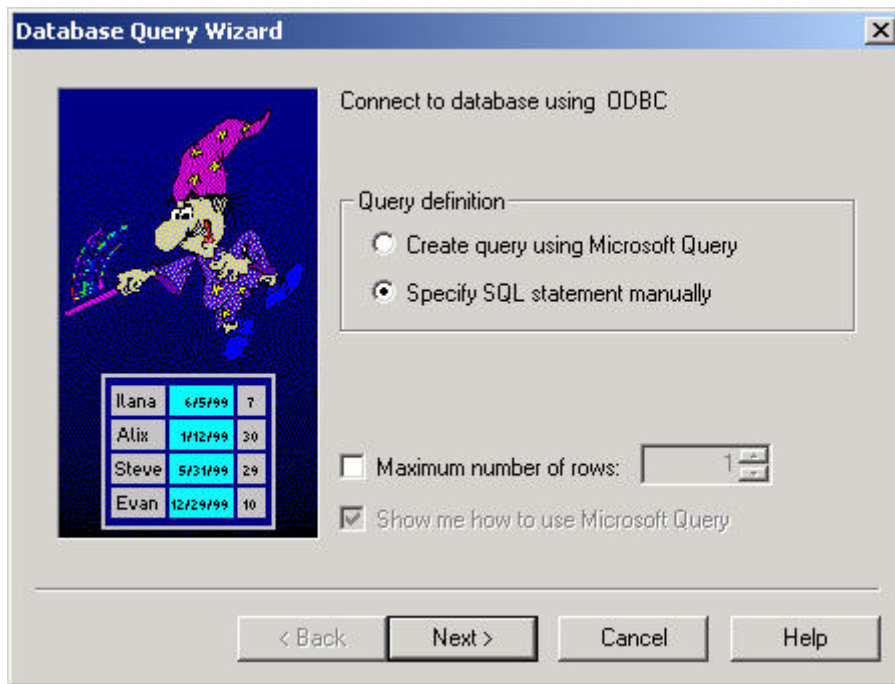 Database Query Wizard
Connect to database using ODBC
Query definition
Create query using Microsoft Query
Specify SQL statement manually
Ilana 6/5/99 7
Alix 1/12/99 30
Steve 5/31/99 29
Evan 12/29/99 10
Maximum number of rows: 1
Show me how to use Microsoft Query
< Back Next > Cancel Help